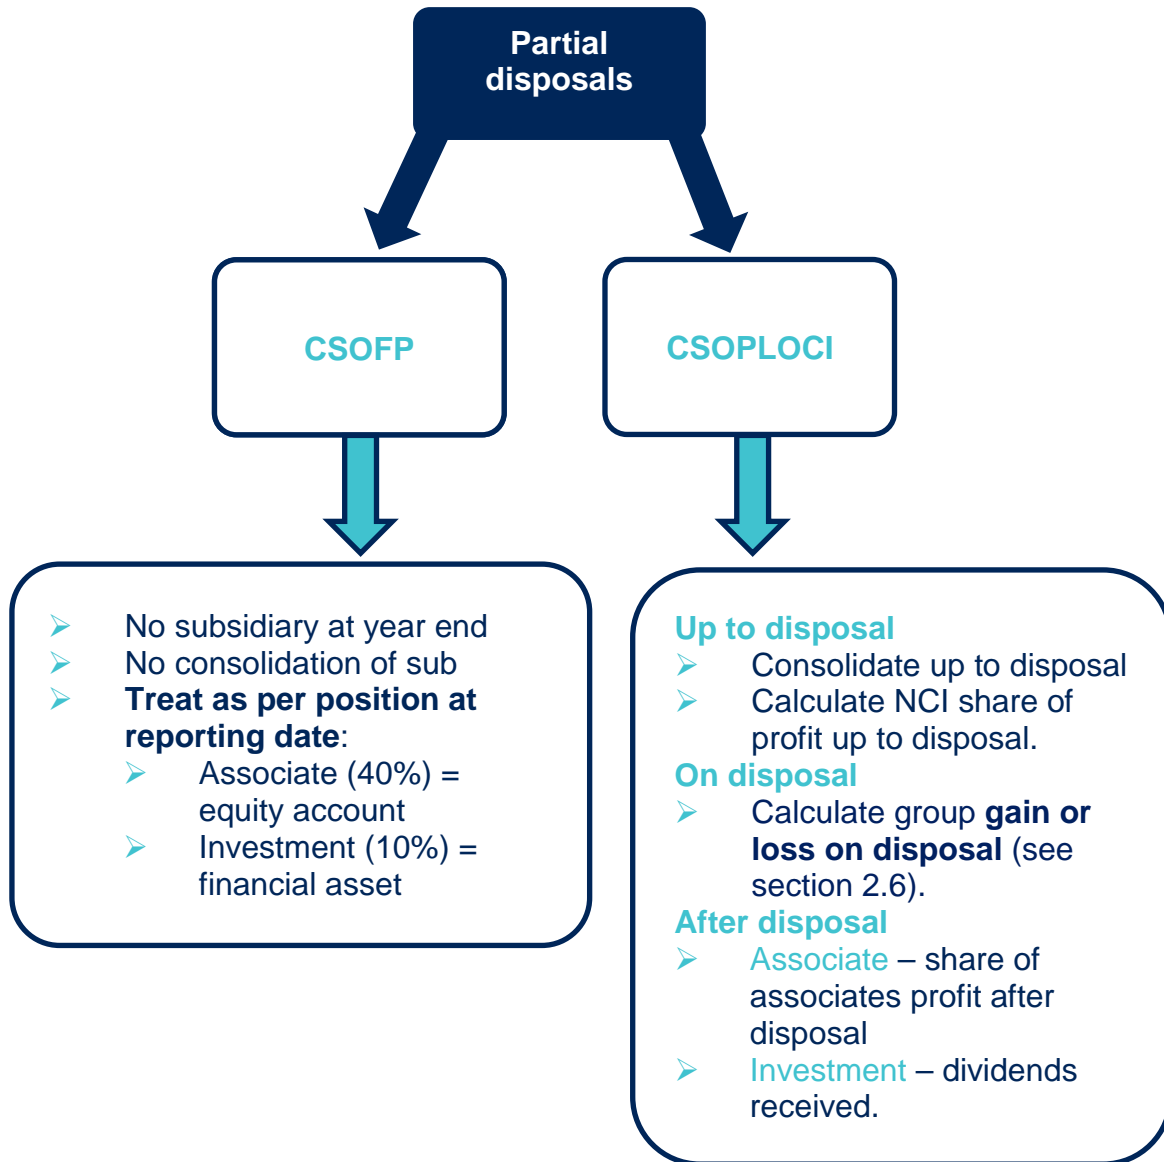 Partial
disposals
CSOFP
CSOPLOCI
➢ No subsidiary at year end
➢ No consolidation of sub
➢ Treat as per position at
reporting date:
➢ Associate (40%) =
equity account
➢ Investment (10%) =
financial asset
Up to disposal
➢ Consolidate up to disposal
➢ Calculate NCI share of
profit up to disposal.
On disposal
➢ Calculate group gain or
loss on disposal (see
section 2.6).
After disposal
➢ Associate – share of
associates profit after
disposal
➢ Investment – dividends
received.